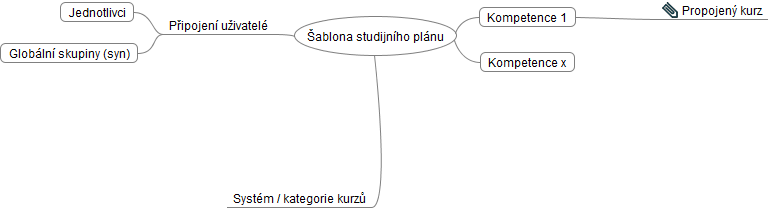 Jednotlivci
Globální skupiny (syn)
Připojení uživatelé
Šablona studijního plánu
Kompetence 1
Propojený kurz
Kompetence x
Systém / kategorie kurzů